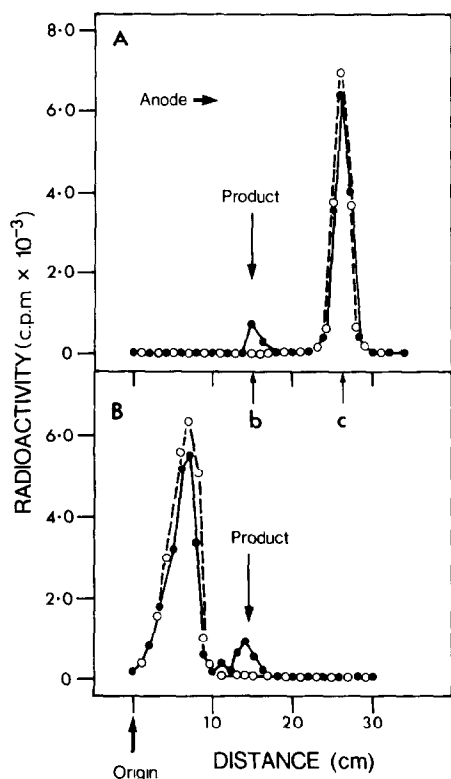 A
8·0
Anode →
6·0
4·0
Product
2·0
0
b
c
B
6·0
4·0
Product
2·0
0
0
10
20
30
Origin
DISTANCE (cm)
RADIOACTIVITY (c.p.m × 10⁻³)